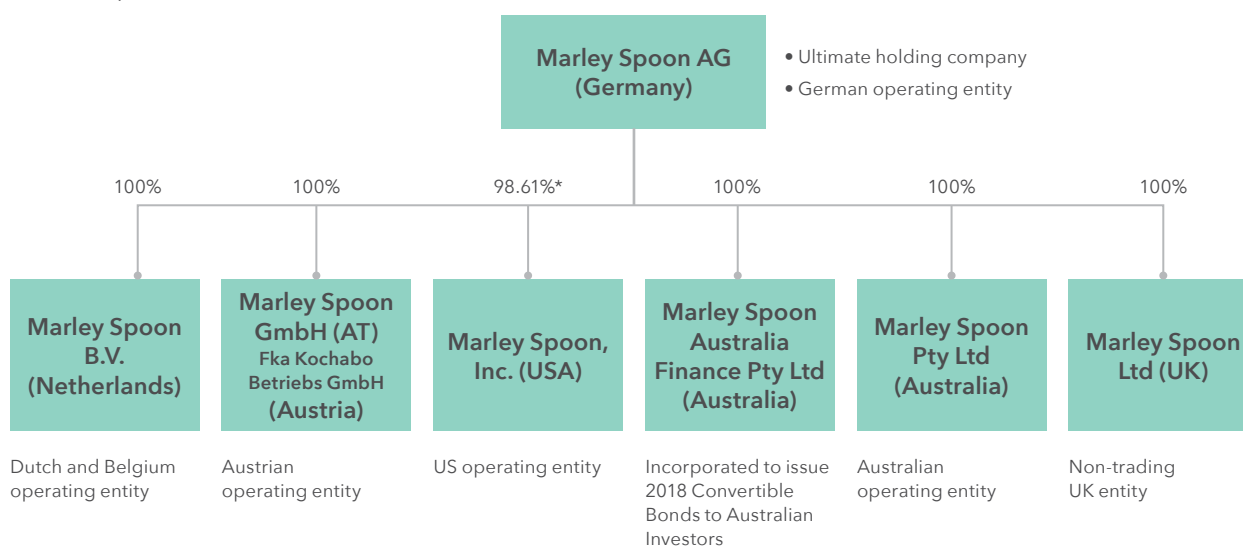 Marley Spoon AG
(Germany)
• Ultimate holding company
• German operating entity
100%
100%
98.61%*
100%
100%
100%
Marley Spoon
B.V.
(Netherlands)
Marley Spoon
GmbH (AT)
Fka Kochabo
Betriebs GmbH
(Austria)
Marley Spoon,
Inc. (USA)
Marley Spoon
Australia
Finance Pty Ltd
(Australia)
Marley Spoon
Pty Ltd
(Australia)
Marley Spoon
Ltd (UK)
Dutch and Belgium
operating entity
Austrian
operating entity
US operating entity
Incorporated to issue
2018 Convertible
Bonds to Australian
Investors
Australian
operating entity
Non-trading
UK entity